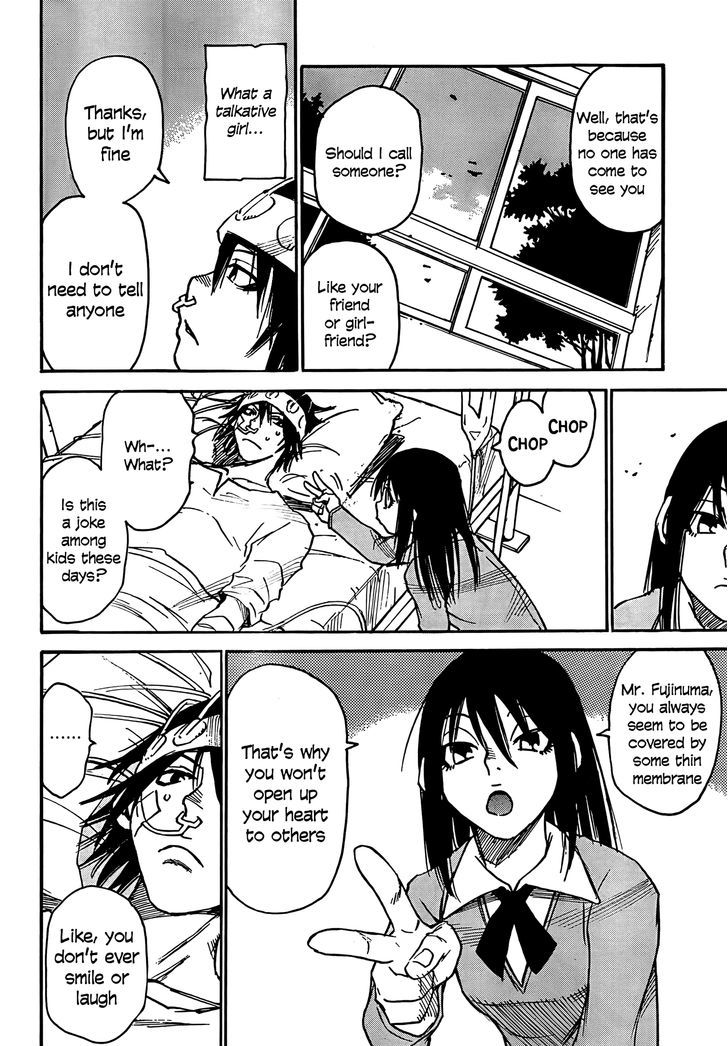 Well, that's
because
no one has
come to
see you
Should I call
someone?
Like your
friend
or girl-
friend?
What a
talkative
girl...
Thanks,
but I'm
fine
I don't
need to tell
anyone
CHOP
CHOP
Wh-...
What?
Is this
a joke
among
kids these
days?
Mr. Fujinuma,
you always
seem to be
covered by
some thin
membrane
That's why
you won't
open up
your heart
to others
......
Like, you
don't ever
smile or
laugh